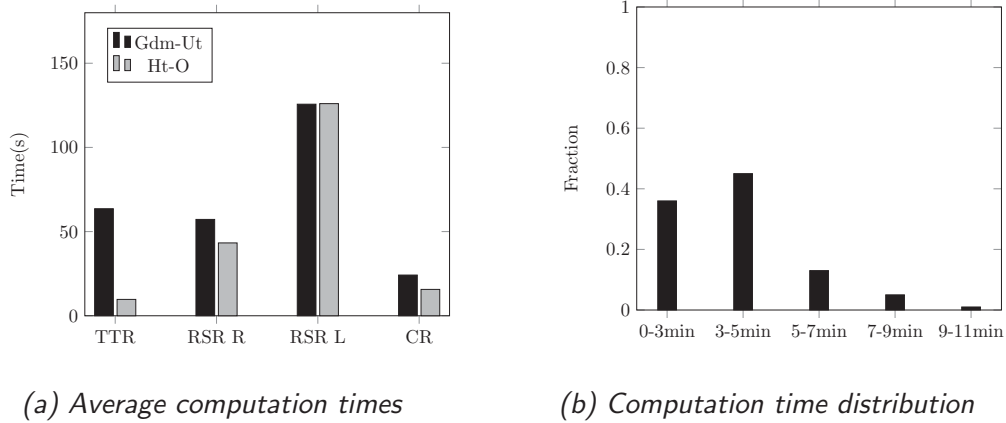 Gdm-Ut
Ht-O
Time(s)
150
100
50
0
TTR RSR R RSR L CR
(a) Average computation times
Fraction
1
0.8
0.6
0.4
0.2
0
0-3min 3-5min 5-7min 7-9min 9-11min
(b) Computation time distribution